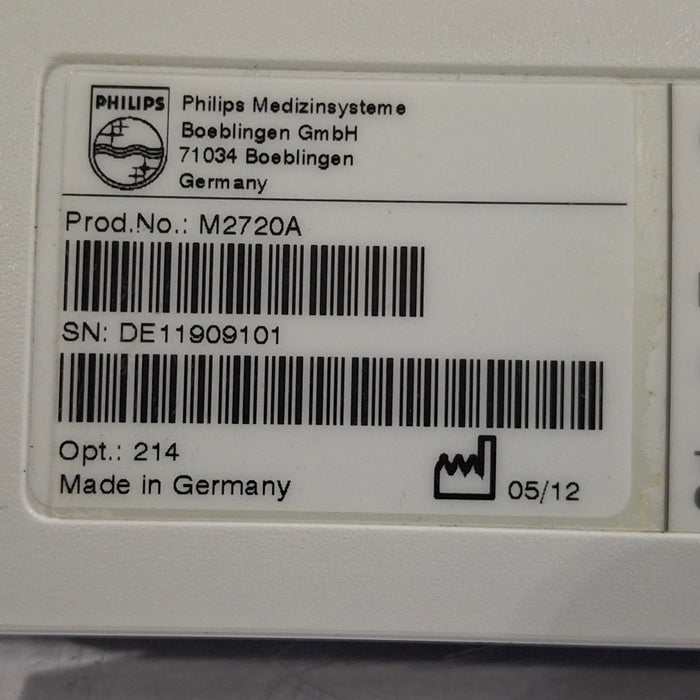 PHILIPS
Philips Medizinsysteme
Boeblingen GmbH
71034 Boeblingen
Germany
Prod.No.: M2720A
SN: DE11909101
Opt.: 214
Made in Germany
05/12